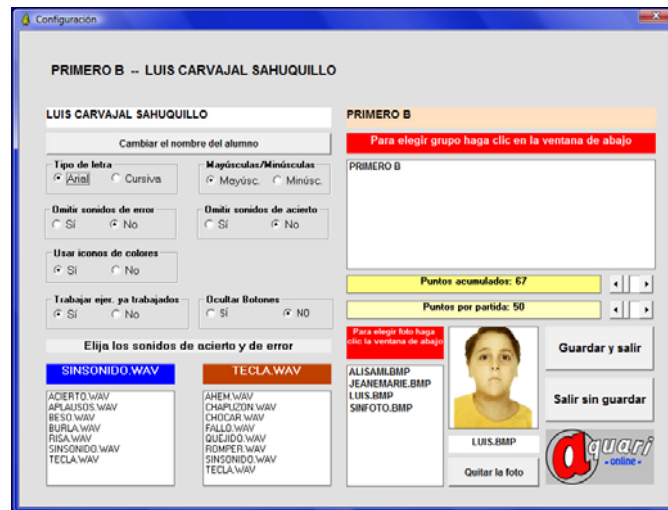 Configuración
PRIMERO B -- LUIS CARVAJAL SAHUQUILLO
LUIS CARVAJAL SAHUQUILLO
Cambiar el nombre del alumno
Tipo de letra
Arial
Cursiva
Mayúsculas/Minúsculas
Mayúsc.
Minúsc.
Omitir sonidos de error
Sí
No
Omitir sonidos de acierto
Sí
No
Usar iconos de colores
Sí
No
Trabajar ejer. ya trabajados
Sí
No
Ocultar Botones
SÍ
NO
Elija los sonidos de acierto y de error
SINSONIDO.WAV
ACIERTO.WAV
APLAUSOS.WAV
BESO.WAV
BURLA.WAV
RISA.WAV
SINSONIDO.WAV
TECLA.WAV
TECLA.WAV
AHEM.WAV
CHAPUZON.WAV
CHOCAR.WAV
FALLO.WAV
QUEJIDO.WAV
ROMPER.WAV
SINSONIDO.WAV
TECLA.WAV
PRIMERO B
Para elegir grupo haga clic en la ventana de abajo
PRIMERO B
Puntos acumulados: 67
Puntos por partida: 50
Para elegir foto haga
clic la ventana de abajo
ALISAMI.BMP
JEANEMARIE.BMP
LUIS.BMP
SINFOTO.BMP
LUIS.BMP
Quitar la foto
Guardar y salir
Salir sin guardar
aquari
- online -